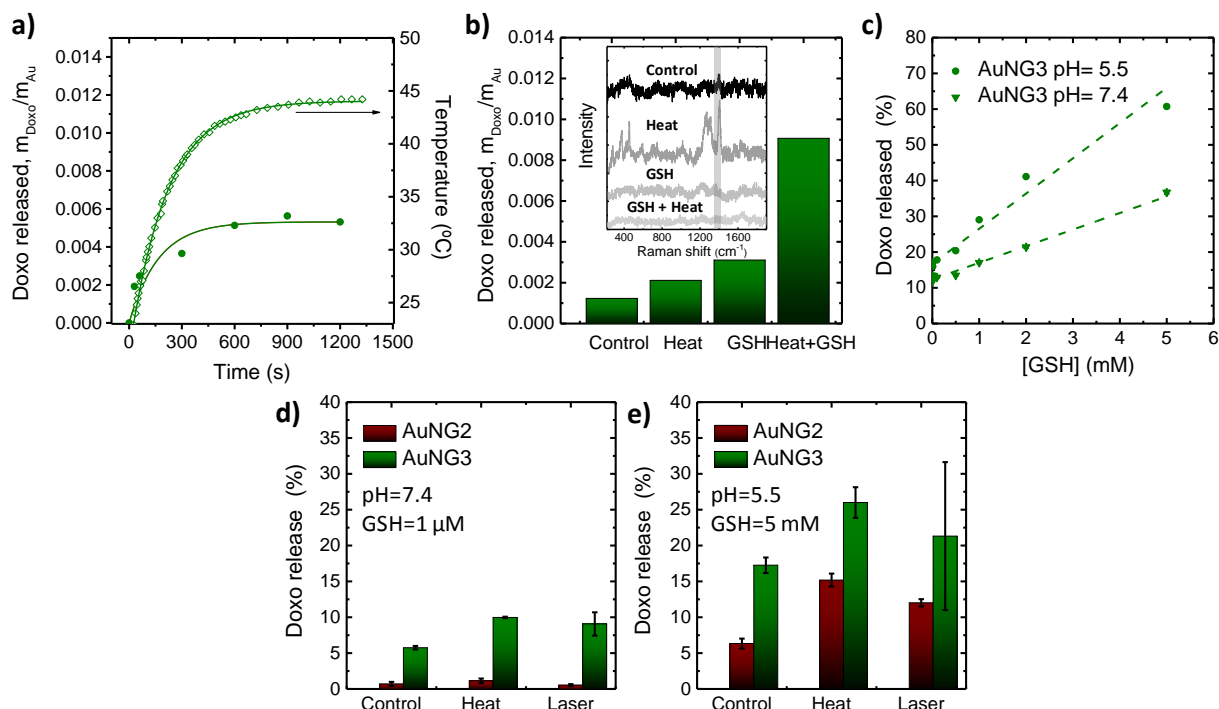 a)
0.014
0.012
0.010
0.008
0.006
0.004
0.002
0.000
Doxo released, m_Doxo/m_Au
50
45
40
35
30
25
Temperature (ºC)
0 300 600 900 1200 1500
Time (s)
b)
0.014
0.012
0.010
0.008
0.006
0.004
0.002
0.000
Doxo released, m_Doxo/m_Au
Control
Heat
GSH
GSH + Heat
Intensity
400 800 1200 1600
Raman shift (cm⁻¹)
Control Heat GSH Heat+GSH
c)
80
70
60
50
40
30
20
10
0
Doxo released (%)
AuNG3 pH= 5.5
AuNG3 pH= 7.4
0 1 2 3 4 5 6
[GSH] (mM)
d)
40
35
30
25
20
15
10
5
0
Doxo release (%)
AuNG2
AuNG3
pH=7.4
GSH=1 µM
Control Heat Laser
e)
40
35
30
25
20
15
10
5
0
Doxo release (%)
AuNG2
AuNG3
pH=5.5
GSH=5 mM
Control Heat Laser